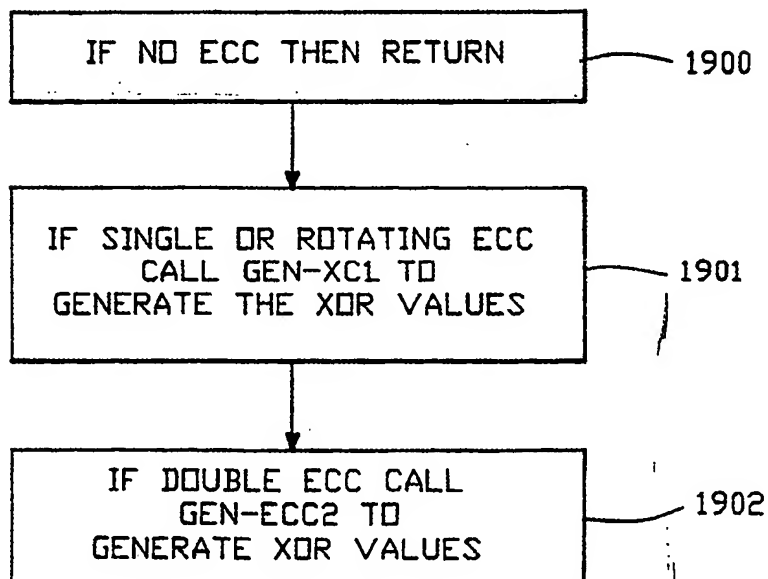 IF NO ECC THEN RETURN
1900
IF SINGLE OR ROTATING ECC
CALL GEN-XC1 TO
GENERATE THE XOR VALUES
1901
IF DOUBLE ECC CALL
GEN-ECC2 TO
GENERATE XOR VALUES
1902